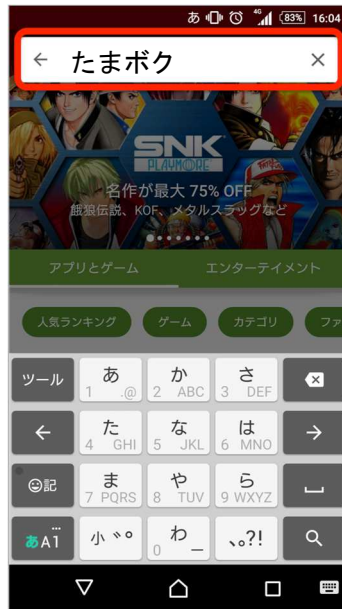 あ 4G 83% 16:04
たまボク
SNK
PLAYMORE
名作が最大 75% OFF
餓狼伝説、KOF、メタルスラッグなど
アプリとゲーム エンターテイメント
人気ランキング ゲーム カテゴリ ファ
ツール あ 1 .@ か 2 ABC さ 3 DEF
た 4 GHI な 5 JKL は 6 MNO
記 ま 7 PQRS や 8 TUV ら 9 WXYZ
あA1 小 ゛゜ わ 0 _ 、。?!